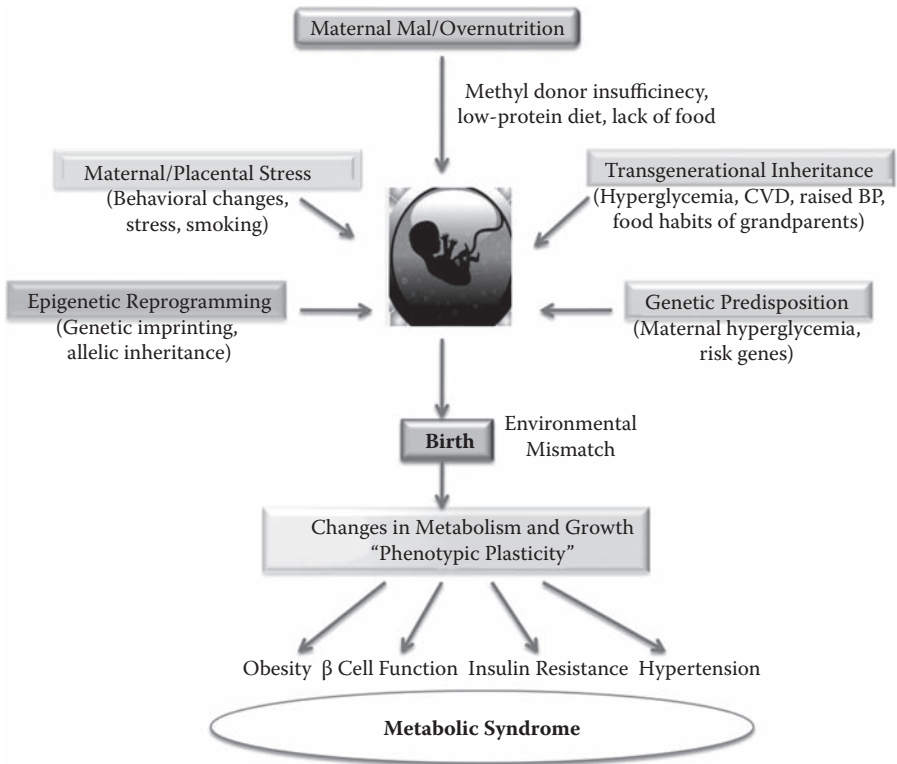 Maternal Mal/Overnutrition
Methyl donor insufficinecy,
low-protein diet, lack of food
Maternal/Placental Stress
(Behavioral changes,
stress, smoking)
Transgenerational Inheritance
(Hyperglycemia, CVD, raised BP,
food habits of grandparents)
Epigenetic Reprogramming
(Genetic imprinting,
allelic inheritance)
Genetic Predisposition
(Maternal hyperglycemia,
risk genes)
Birth
Environmental
Mismatch
Changes in Metabolism and Growth
“Phenotypic Plasticity”
Obesity β Cell Function Insulin Resistance Hypertension
Metabolic Syndrome